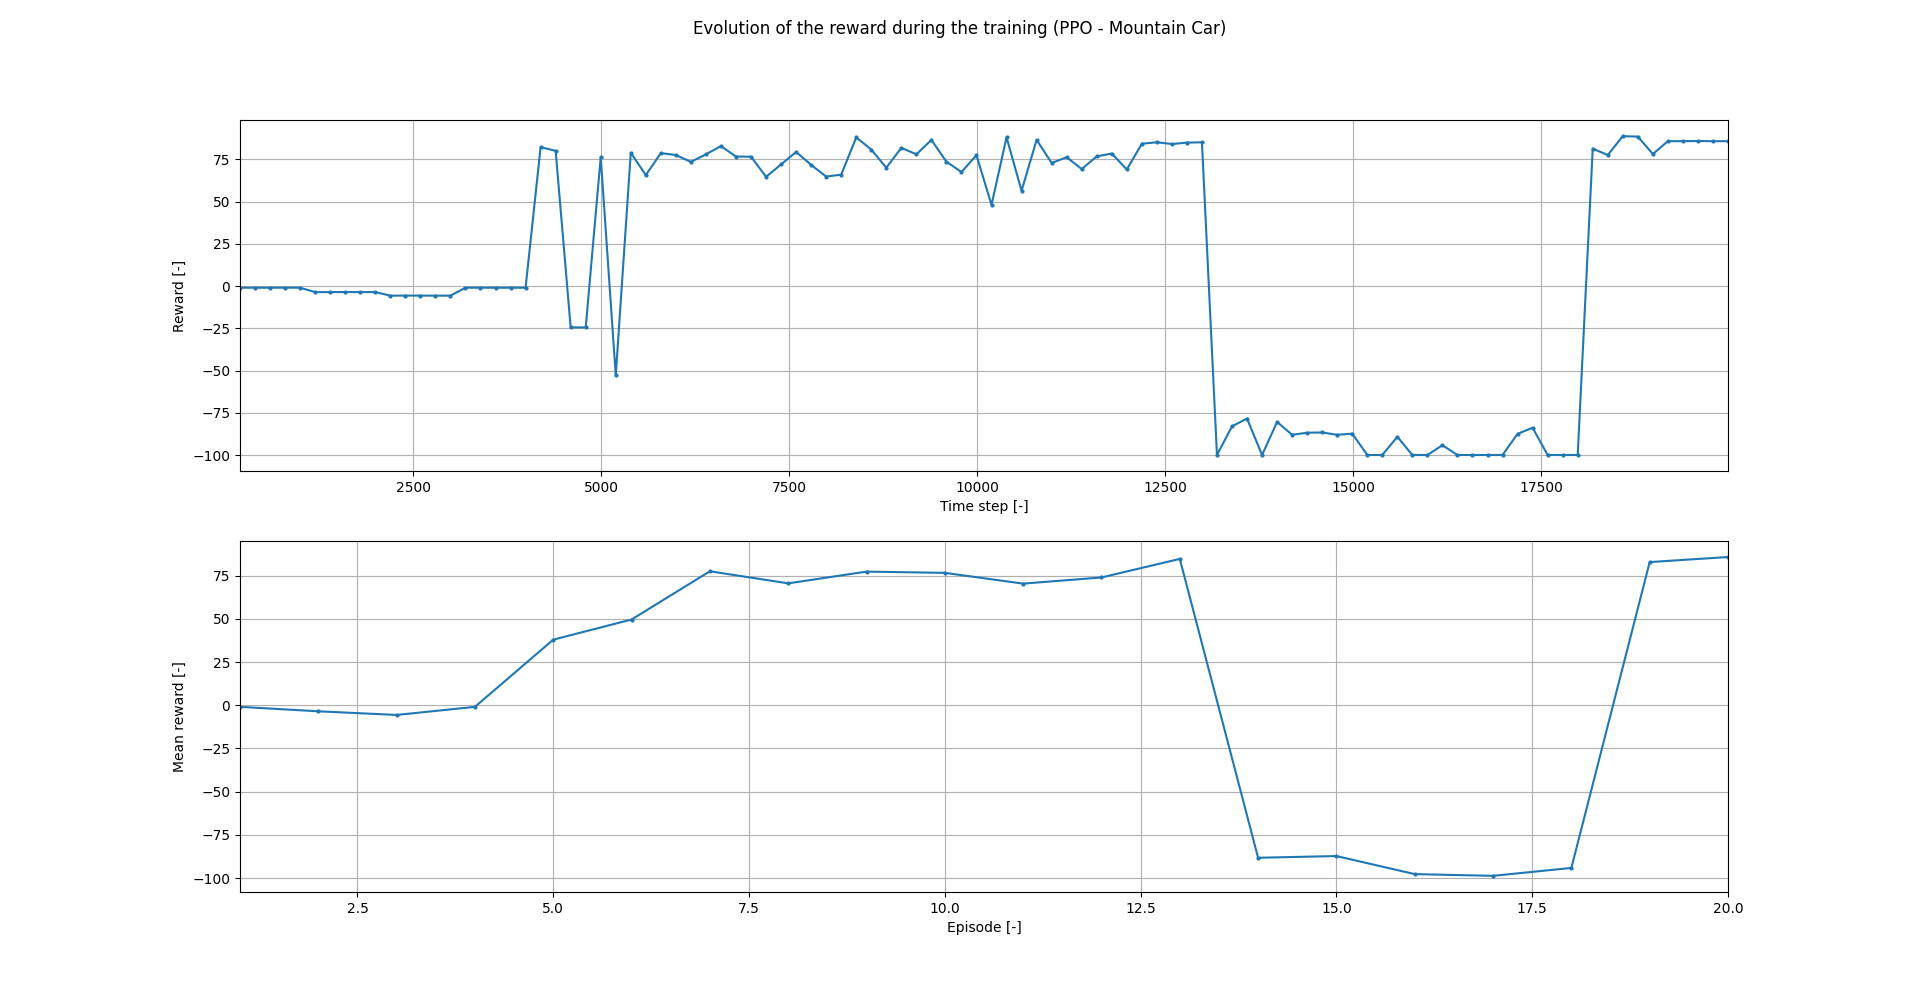 Evolution of the reward during the training (PPO - Mountain Car)
75
50
25
0
−25
−50
−75
−100
Reward [-]
2500 5000 7500 10000 12500 15000 17500
Time step [-]
75
50
25
0
−25
−50
−75
−100
Mean reward [-]
2.5 5.0 7.5 10.0 12.5 15.0 17.5 20.0
Episode [-]